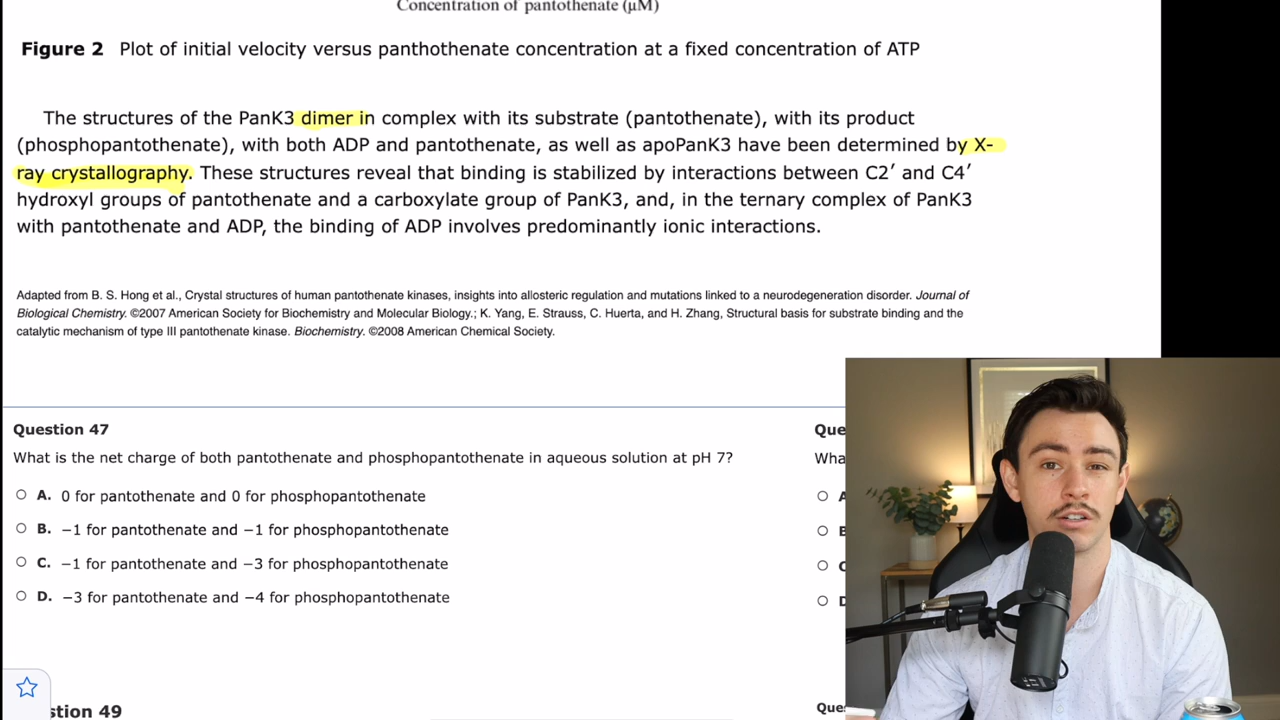 Concentration of pantothenate (µM)
Figure 2 Plot of initial velocity versus panthothenate concentration at a fixed concentration of ATP
The structures of the PanK3 dimer in complex with its substrate (pantothenate), with its product
(phosphopantothenate), with both ADP and pantothenate, as well as apoPanK3 have been determined by X-
ray crystallography. These structures reveal that binding is stabilized by interactions between C2′ and C4′
hydroxyl groups of pantothenate and a carboxylate group of PanK3, and, in the ternary complex of PanK3
with pantothenate and ADP, the binding of ADP involves predominantly ionic interactions.
Adapted from B. S. Hong et al., Crystal structures of human pantothenate kinases, insights into allosteric regulation and mutations linked to a neurodegeneration disorder. Journal of
Biological Chemistry. ©2007 American Society for Biochemistry and Molecular Biology.; K. Yang, E. Strauss, C. Huerta, and H. Zhang, Structural basis for substrate binding and the
catalytic mechanism of type III pantothenate kinase. Biochemistry. ©2008 American Chemical Society.
Question 47
What is the net charge of both pantothenate and phosphopantothenate in aqueous solution at pH 7?
A. 0 for pantothenate and 0 for phosphopantothenate
B. −1 for pantothenate and −1 for phosphopantothenate
C. −1 for pantothenate and −3 for phosphopantothenate
D. −3 for pantothenate and −4 for phosphopantothenate
Que
Wha
A
B
C
D
stion 49
Ques